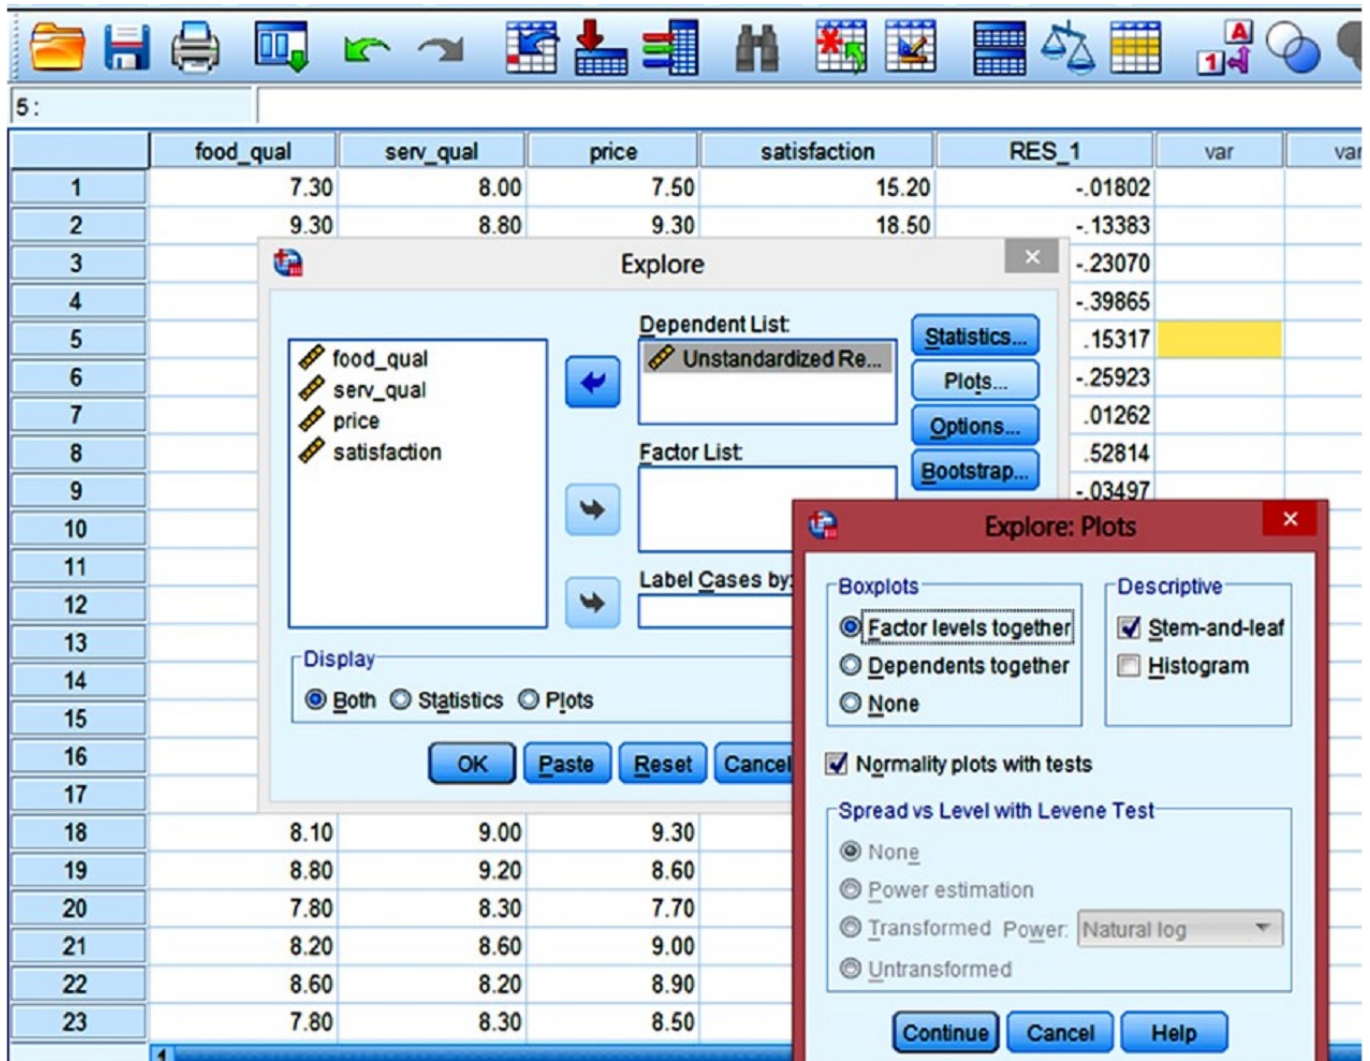 5 :
food_qual serv_qual price satisfaction RES_1 var var
1 7.30 8.00 7.50 15.20 -.01802
2 9.30 8.80 9.30 18.50 -.13383
3 -.23070
4 -.39865
5 .15317
6 -.25923
7 .01262
8 .52814
9 -.03497
10
11
12
13
14
15
16
17
18 8.10 9.00 9.30
19 8.80 9.20 8.60
20 7.80 8.30 7.70
21 8.20 8.60 9.00
22 8.60 8.20 8.90
23 7.80 8.30 8.50
Explore
food_qual
serv_qual
price
satisfaction
Dependent List:
Unstandardized Re...
Factor List:
Label Cases by:
Statistics...
Plots...
Options...
Bootstrap...
Display
Both Statistics Plots
OK Paste Reset Cancel
Explore: Plots
Boxplots
Factor levels together
Dependents together
None
Descriptive
Stem-and-leaf
Histogram
Normality plots with tests
Spread vs Level with Levene Test
None
Power estimation
Transformed Power: Natural log
Untransformed
Continue Cancel Help
A
1